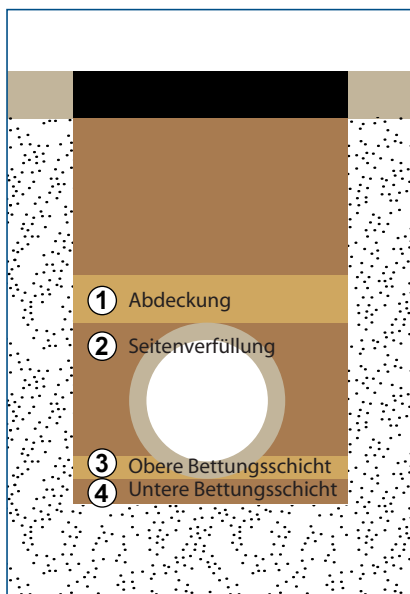 1 Abdeckung
2 Seitenverfüllung
3 Obere Bettungsschicht
4 Untere Bettungsschicht